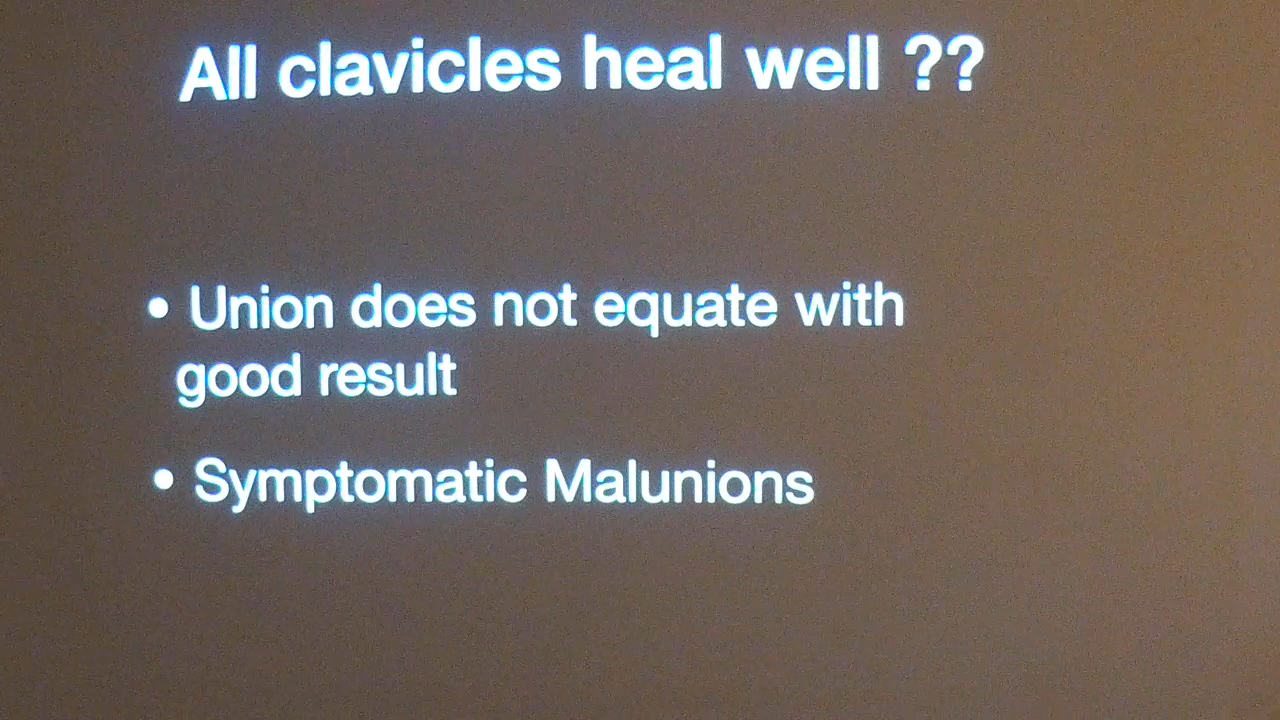 All clavicles heal well ??
• Union does not equate with
good result
• Symptomatic Malunions